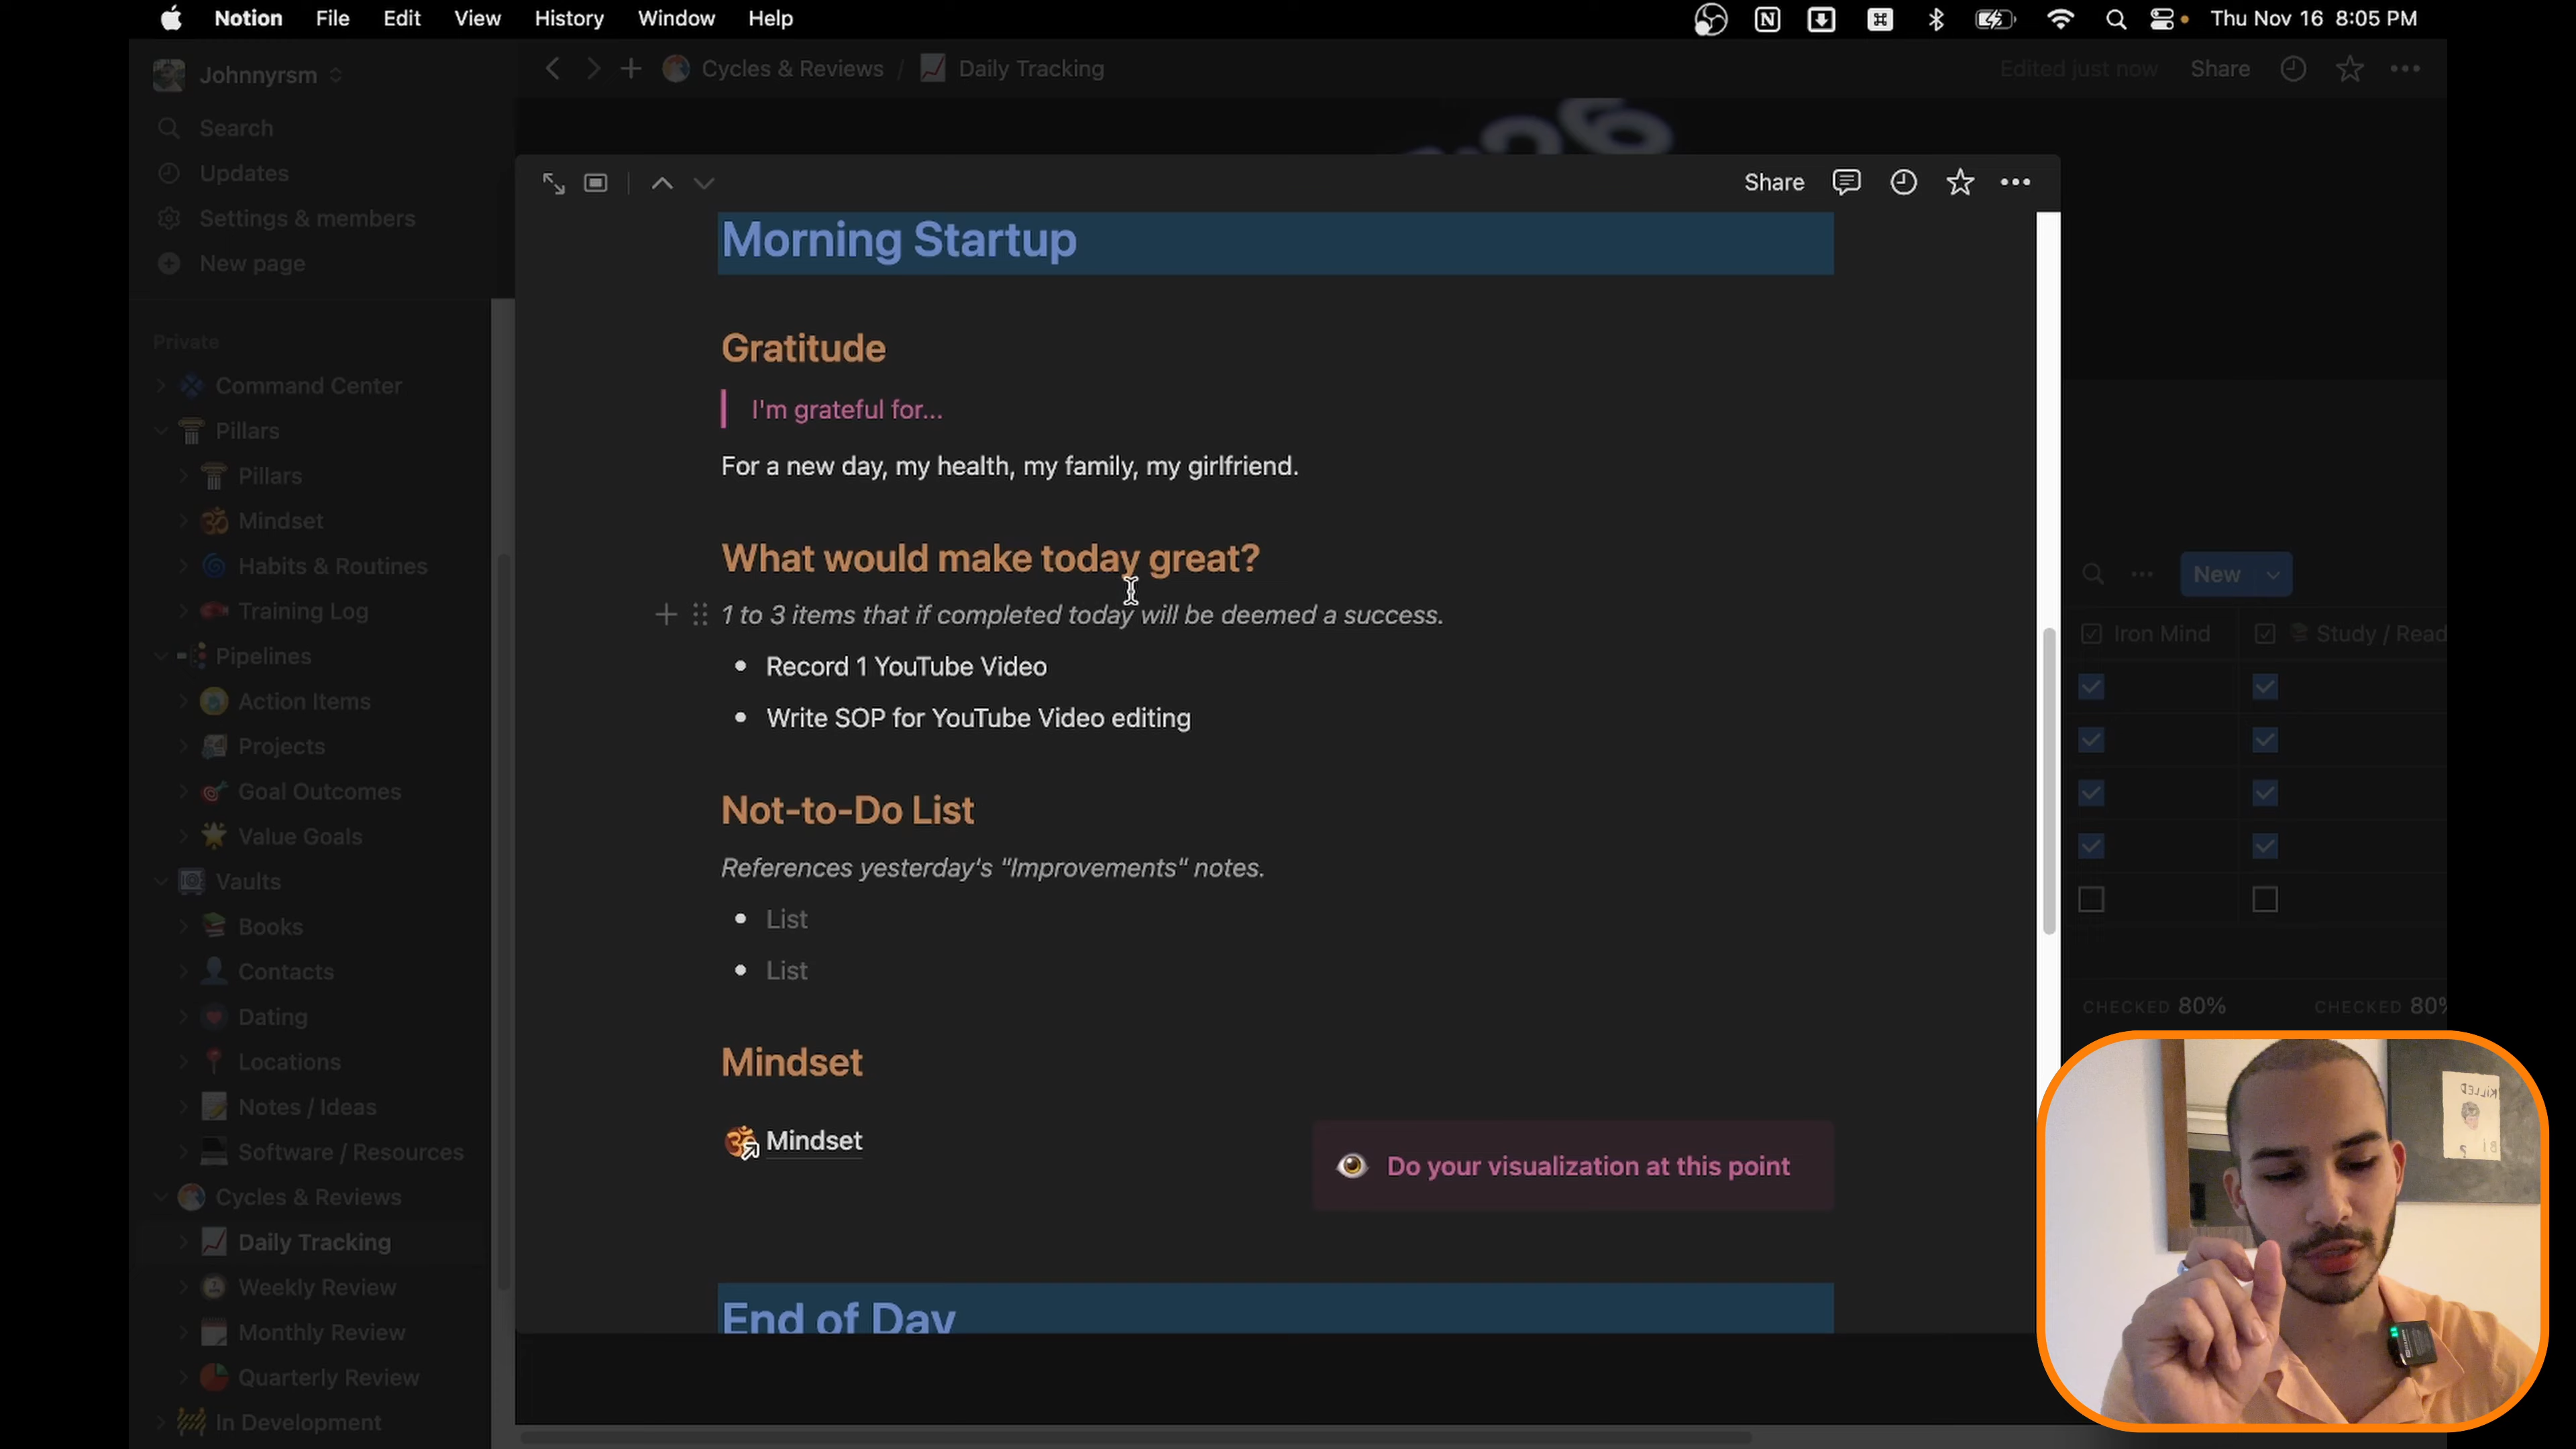 Notion File Edit View History Window Help Thu Nov 16 8:05 PM
Johnnyrsm
Cycles & Reviews / Daily Tracking
Edited just now Share
Search
Updates
Settings & members
New page
Private
Command Center
Pillars
Pillars
Mindset
Habits & Routines
Training Log
Pipelines
Action Items
Projects
Goal Outcomes
Value Goals
Vaults
Books
Contacts
Dating
Locations
Notes / Ideas
Software / Resources
Cycles & Reviews
Daily Tracking
Weekly Review
Monthly Review
Quarterly Review
In Development
Share
Morning Startup
Gratitude
I'm grateful for...
For a new day, my health, my family, my girlfriend.
What would make today great?
1 to 3 items that if completed today will be deemed a success.
• Record 1 YouTube Video
• Write SOP for YouTube Video editing
Not-to-Do List
References yesterday's "Improvements" notes.
• List
• List
Mindset
Mindset
Do your visualization at this point
End of Day
New
Iron Mind Study / Read
CHECKED 80% CHECKED 80%
KILLED